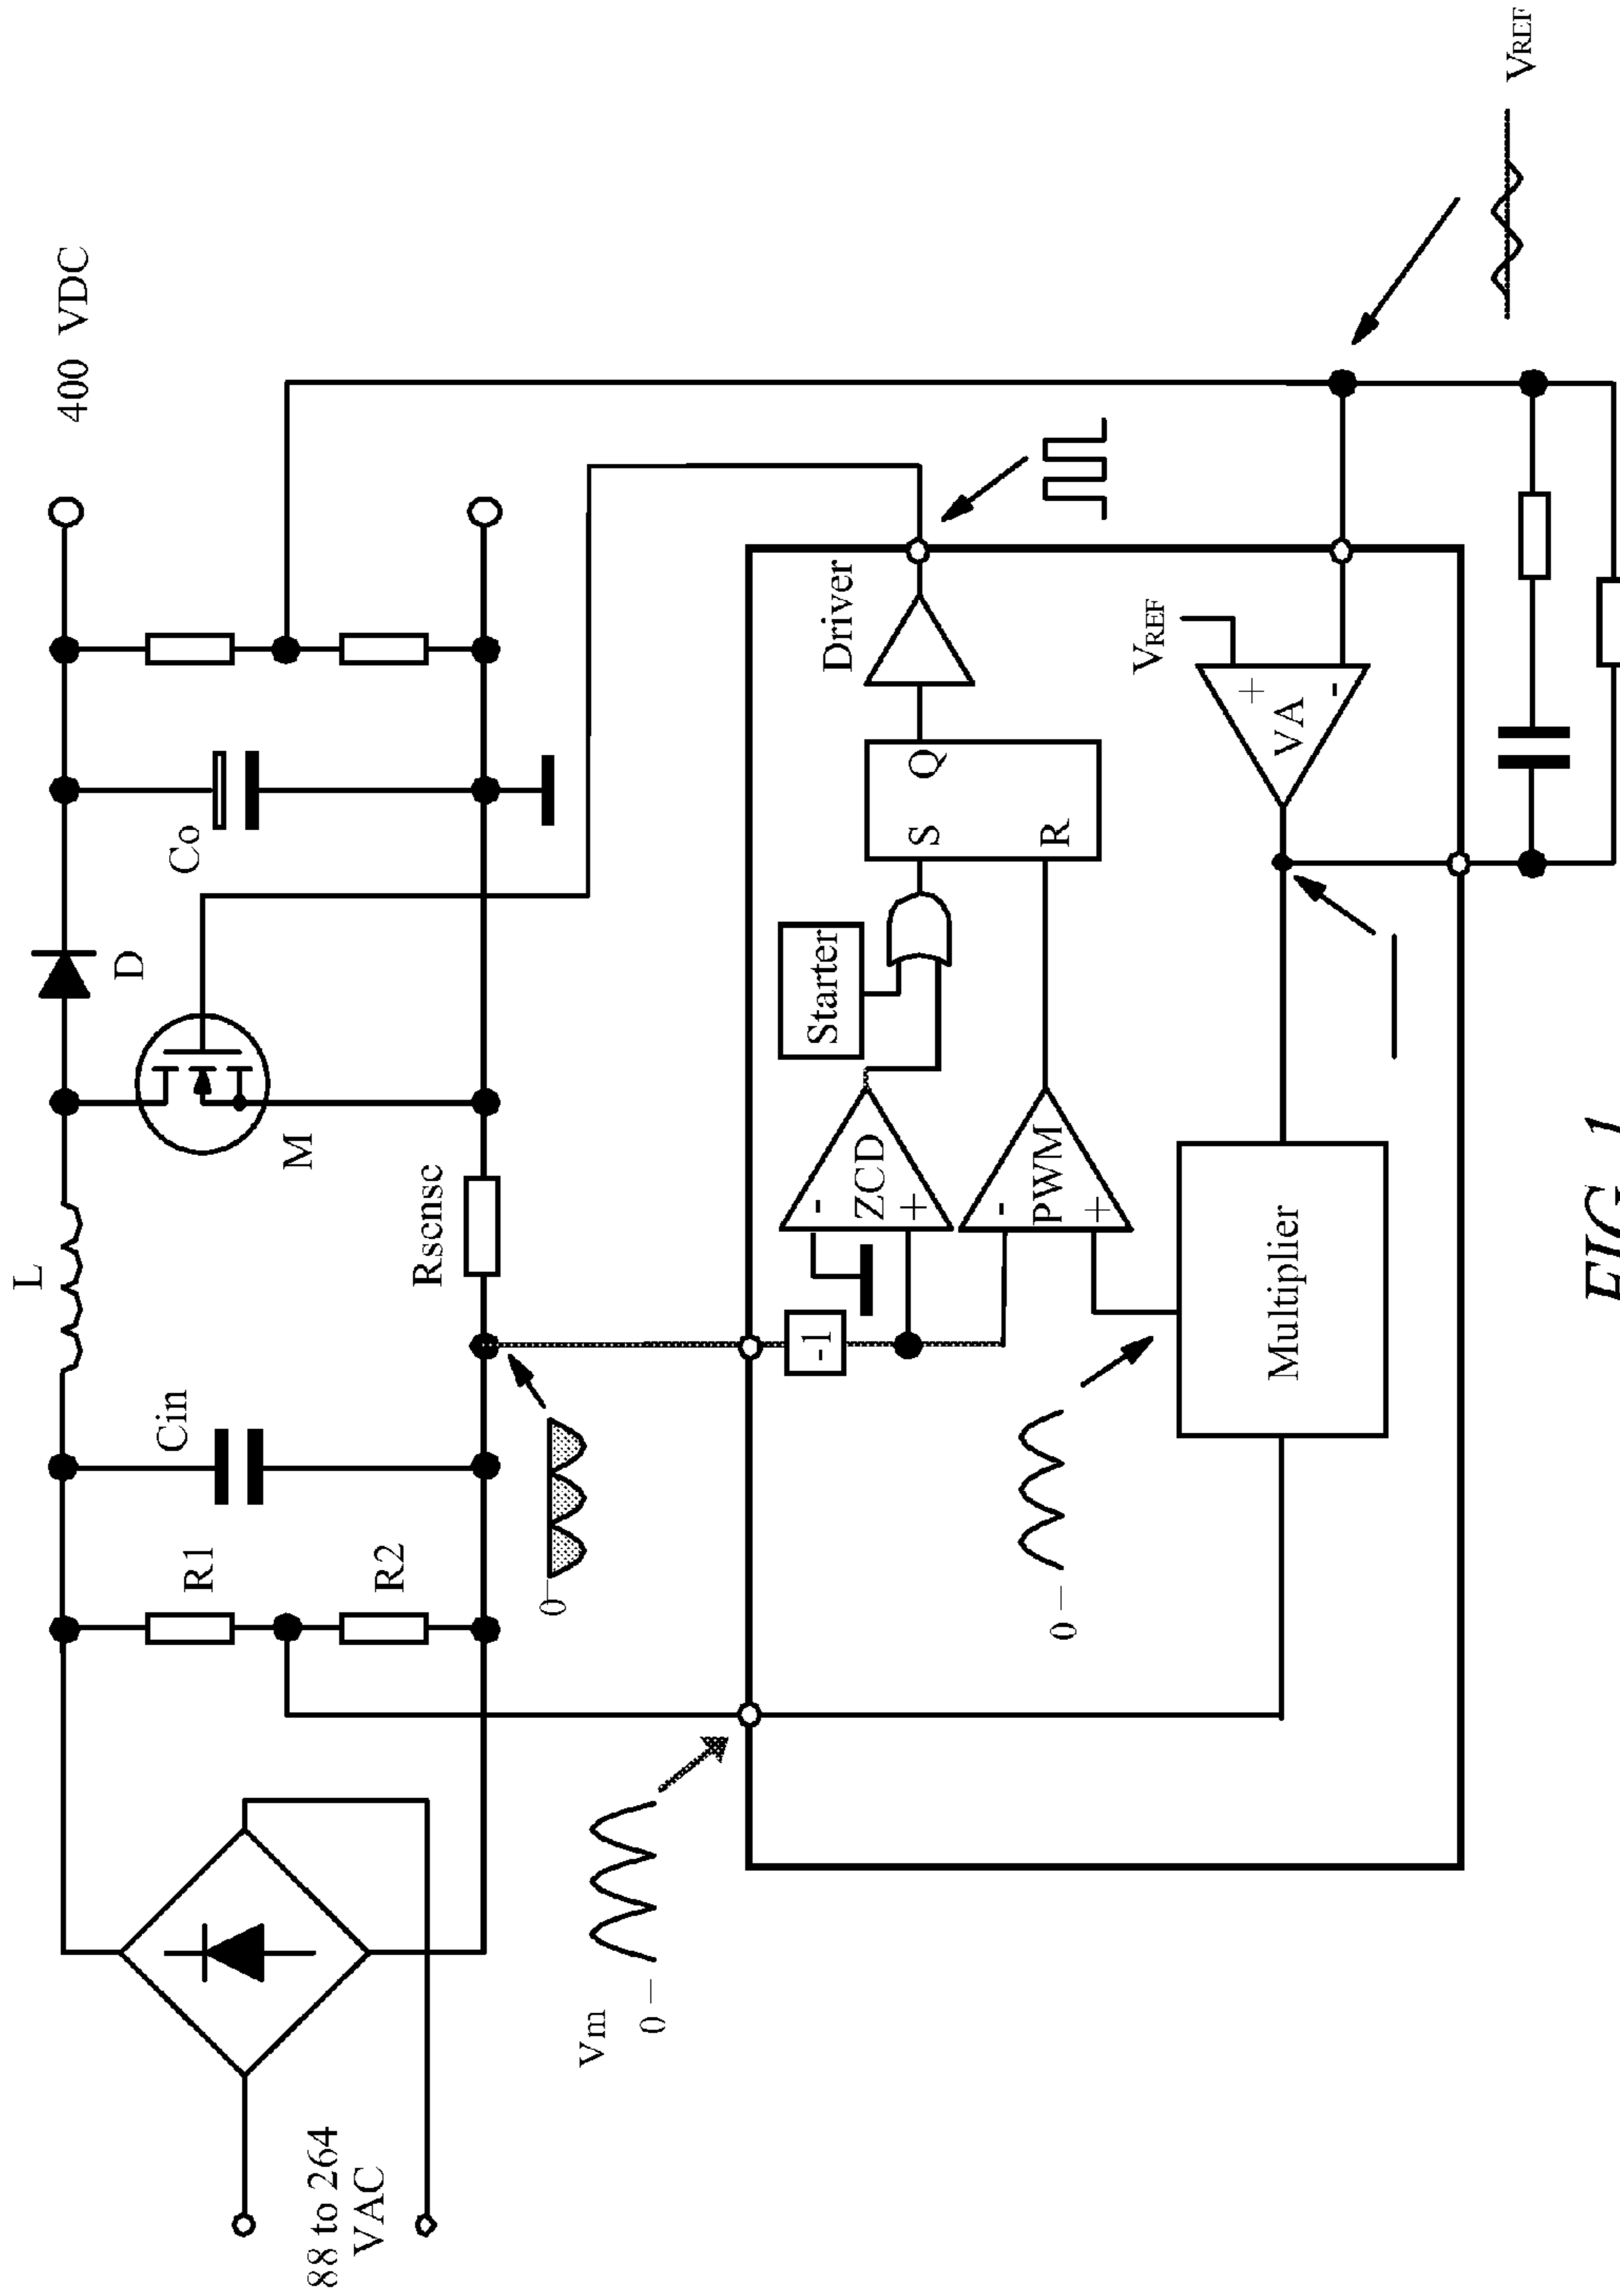 L
400 VDC
D
Co
Cin
R1
R2
M
Rsense
88 to 264
VAC
0
Vm
0
-1
-
ZCD
+
Starter
S
Q
R
Driver
-
PWM
+
0
Multiplier
VREF
+
VA
-
VREF
FIG. 1